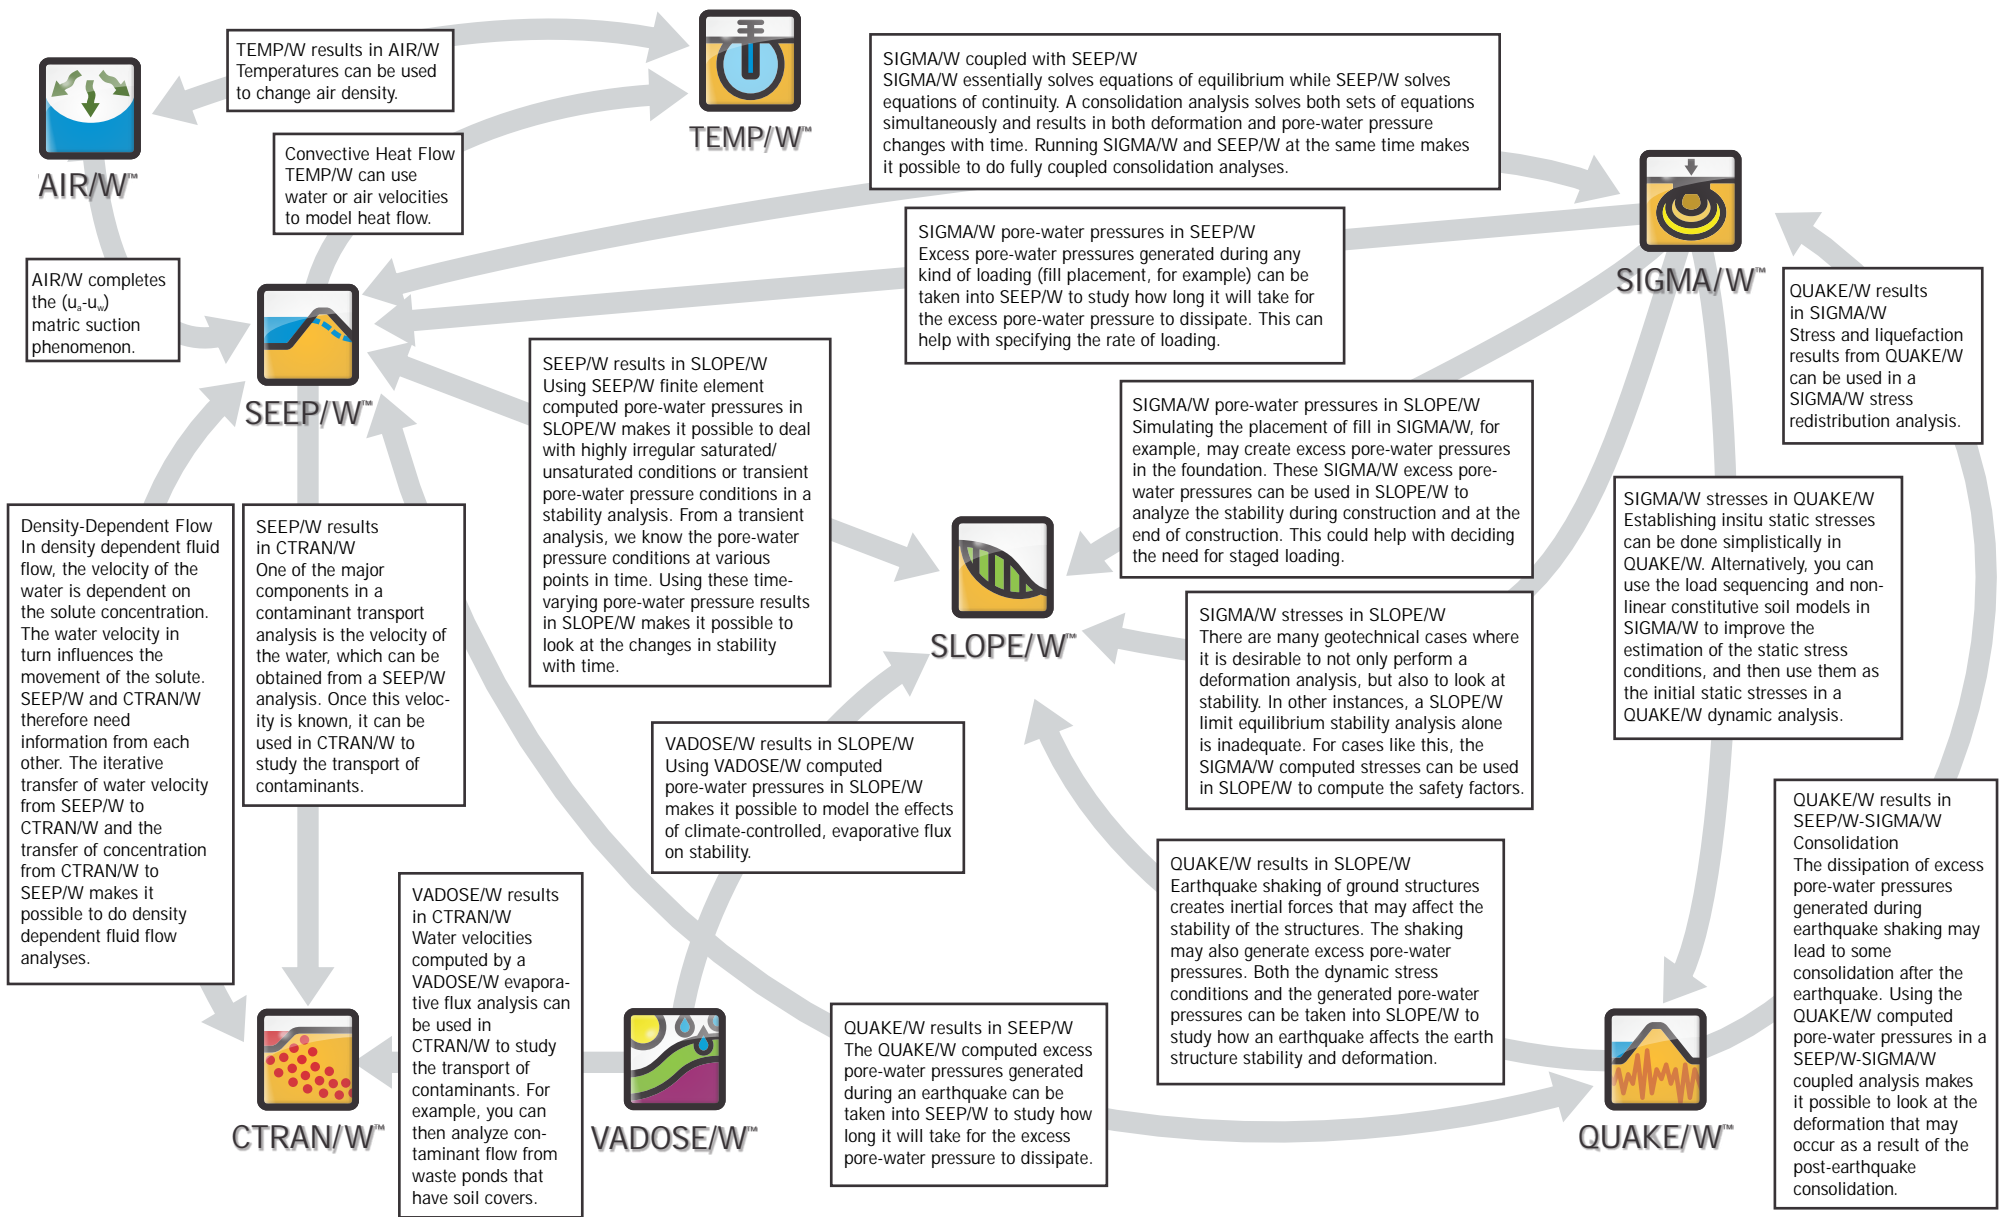 TEMP/W results in AIR/W
Temperatures can be used
to change air density.
AIR/W™
TEMP/W™
Convective Heat Flow
TEMP/W can use
water or air velocities
to model heat flow.
SIGMA/W coupled with SEEP/W
SIGMA/W essentially solves equations of equilibrium while SEEP/W solves
equations of continuity. A consolidation analysis solves both sets of equations
simultaneously and results in both deformation and pore-water pressure
changes with time. Running SIGMA/W and SEEP/W at the same time makes
it possible to do fully coupled consolidation analyses.
SIGMA/W™
SIGMA/W pore-water pressures in SEEP/W
Excess pore-water pressures generated during any
kind of loading (fill placement, for example) can be
taken into SEEP/W to study how long it will take for
the excess pore-water pressure to dissipate. This can
help with specifying the rate of loading.
AIR/W completes
the (uₐ-u_w)
matric suction
phenomenon.
SEEP/W™
QUAKE/W results
in SIGMA/W
Stress and liquefaction
results from QUAKE/W
can be used in a
SIGMA/W stress
redistribution analysis.
SEEP/W results in SLOPE/W
Using SEEP/W finite element
computed pore-water pressures in
SLOPE/W makes it possible to deal
with highly irregular saturated/
unsaturated conditions or transient
pore-water pressure conditions in a
stability analysis. From a transient
analysis, we know the pore-water
pressure conditions at various
points in time. Using these time-
varying pore-water pressure results
in SLOPE/W makes it possible to
look at the changes in stability
with time.
SIGMA/W pore-water pressures in SLOPE/W
Simulating the placement of fill in SIGMA/W, for
example, may create excess pore-water pressures
in the foundation. These SIGMA/W excess pore-
water pressures can be used in SLOPE/W to
analyze the stability during construction and at the
end of construction. This could help with deciding
the need for staged loading.
SIGMA/W stresses in QUAKE/W
Establishing insitu static stresses
can be done simplistically in
QUAKE/W. Alternatively, you can
use the load sequencing and non-
linear constitutive soil models in
SIGMA/W to improve the
estimation of the static stress
conditions, and then use them as
the initial static stresses in a
QUAKE/W dynamic analysis.
Density-Dependent Flow
In density dependent fluid
flow, the velocity of the
water is dependent on
the solute concentration.
The water velocity in
turn influences the
movement of the solute.
SEEP/W and CTRAN/W
therefore need
information from each
other. The iterative
transfer of water velocity
from SEEP/W to
CTRAN/W and the
transfer of concentration
from CTRAN/W to
SEEP/W makes it
possible to do density
dependent fluid flow
analyses.
SEEP/W results
in CTRAN/W
One of the major
components in a
contaminant transport
analysis is the velocity of
the water, which can be
obtained from a SEEP/W
analysis. Once this veloc-
ity is known, it can be
used in CTRAN/W to
study the transport of
contaminants.
SLOPE/W™
SIGMA/W stresses in SLOPE/W
There are many geotechnical cases where
it is desirable to not only perform a
deformation analysis, but also to look at
stability. In other instances, a SLOPE/W
limit equilibrium stability analysis alone
is inadequate. For cases like this, the
SIGMA/W computed stresses can be used
in SLOPE/W to compute the safety factors.
VADOSE/W results in SLOPE/W
Using VADOSE/W computed
pore-water pressures in SLOPE/W
makes it possible to model the effects
of climate-controlled, evaporative flux
on stability.
QUAKE/W results in
SEEP/W-SIGMA/W
Consolidation
The dissipation of excess
pore-water pressures
generated during
earthquake shaking may
lead to some
consolidation after the
earthquake. Using the
QUAKE/W computed
pore-water pressures in a
SEEP/W-SIGMA/W
coupled analysis makes
it possible to look at the
deformation that may
occur as a result of the
post-earthquake
consolidation.
QUAKE/W results in SLOPE/W
Earthquake shaking of ground structures
creates inertial forces that may affect the
stability of the structures. The shaking
may also generate excess pore-water
pressures. Both the dynamic stress
conditions and the generated pore-water
pressures can be taken into SLOPE/W to
study how an earthquake affects the earth
structure stability and deformation.
VADOSE/W results
in CTRAN/W
Water velocities
computed by a
VADOSE/W evapora-
tive flux analysis can
be used in
CTRAN/W to study
the transport of
contaminants. For
example, you can
then analyze con-
taminant flow from
waste ponds that
have soil covers.
QUAKE/W results in SEEP/W
The QUAKE/W computed excess
pore-water pressures generated
during an earthquake can be
taken into SEEP/W to study how
long it will take for the excess
pore-water pressure to dissipate.
CTRAN/W™
VADOSE/W™
QUAKE/W™